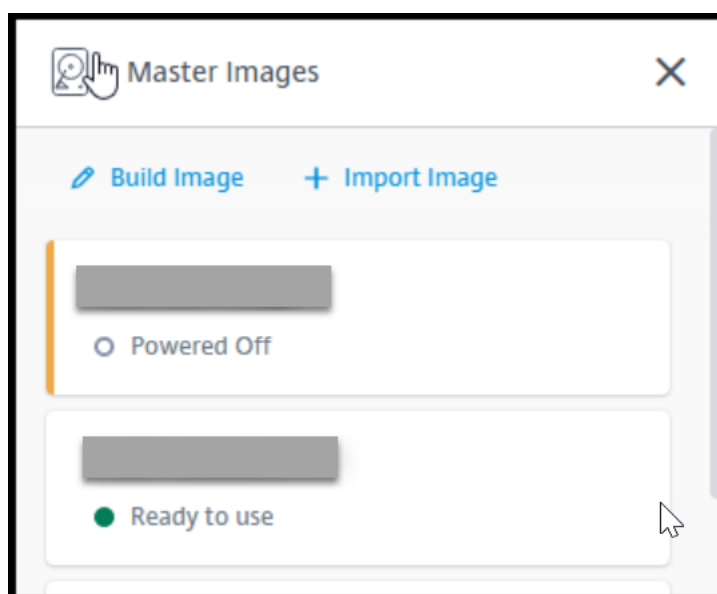 Master Images
Build Image
Import Image
Powered Off
Ready to use